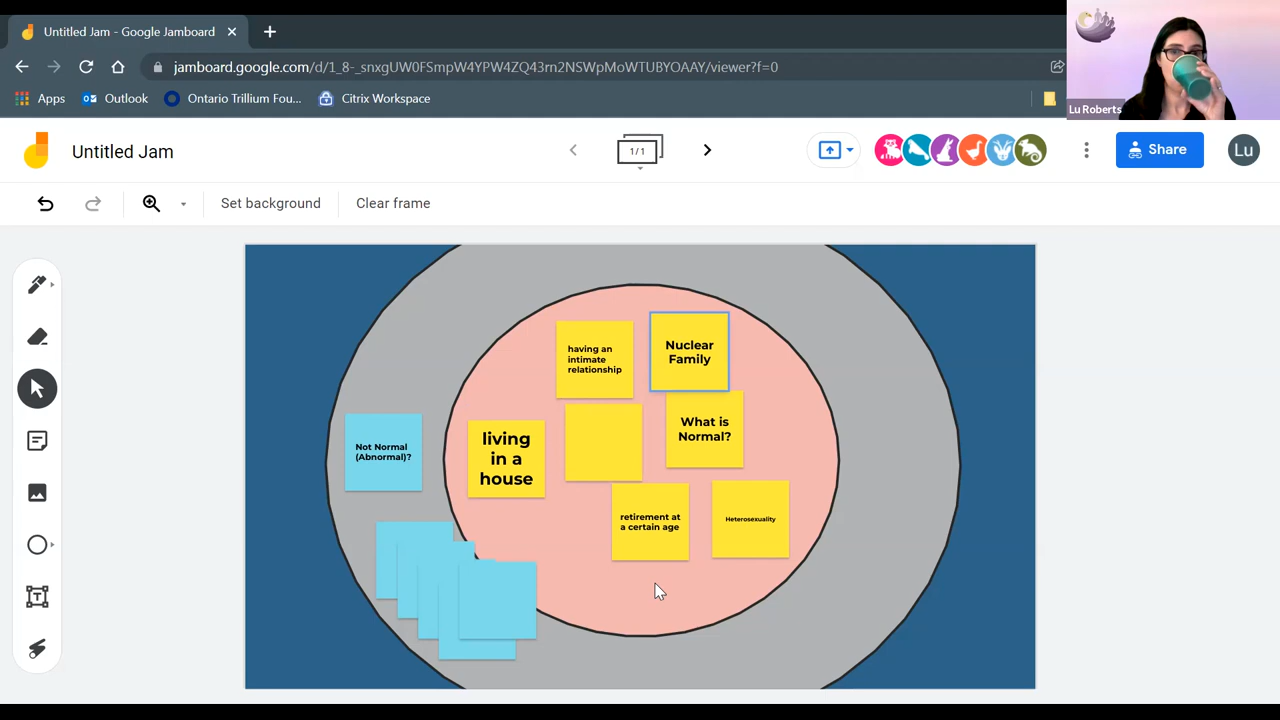 Untitled Jam - Google Jamboard
jamboard.google.com/d/1_8-_snxgUW0FSmpW
/viewer?f=0
Apps
Outlook
Ontario Trillium Fou...
Citrix Workspace
Lu Roberts
Untitled Jam
1/1
Share
Lu
Set background
Clear frame
having an
intimate
relationship
Nuclear
Family
What is
Normal?
living
in a
house
Not Normal
(Abnormal)?
retirement at
a certain age
Heterosexuality